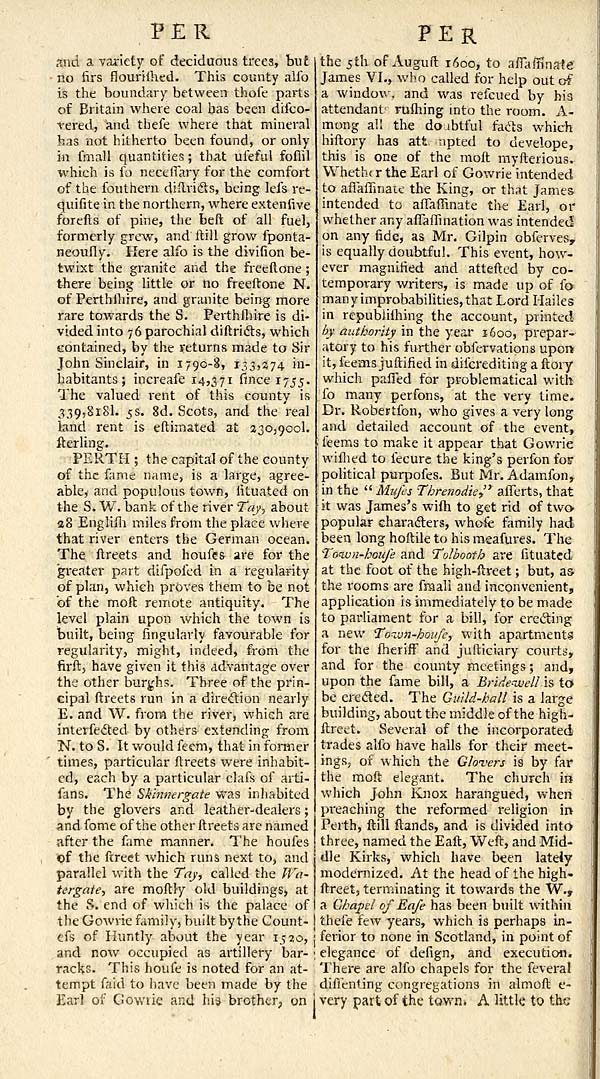 PER
PER
and a variety of deciduous trees, but
no firs flouriſhed. This county alſo
is the boundary between thoſe parts
of Britain where coal has been diſco-
vered, and theſe where that mineral
has not hitherto been found, or only
in ſmall quantities; that uſeful foſſil
which is ſo neceſſary for the comfort
of the ſouthern diſtricts, being leſs re-
quiſite in the northern, where extenſive
foreſts of pine, the beſt of all fuel,
formerly grew, and ſtill grow ſponta-
neouſly. Here alſo is the diviſion be-
twixt the granite and the freeſtone;
there being little or no freeſtone N.
of Perthſhire, and granite being more
rare towards the S. Perthſhire is di-
vided into 76 parochial diſtricts, which
contained, by the returns made to Sir
John Sinclair, in 1790-8, 133,274 in-
habitants; increaſe 14,371 ſince 1755.
The valued rent of this county is
339,818l. 5s. 8d. Scots, and the real
land rent is eſtimated at 230,900l.
ſterling.
PERTH; the capital of the county
of the ſame name, is a large, agree-
able, and populous town, ſituated on
the S. W. bank of the river Tay, about
28 Engliſh miles from the place where
that river enters the German ocean.
The ſtreets and houſes are for the
greater part diſpoſed in a regularity
of plan, which proves them to be not
of the moſt remote antiquity. The
level plain upon which the town is
built, being ſingularly favourable for
regularity, might, indeed, from the
firſt, have given it this advantage over
the other burghs. Three of the prin-
cipal ſtreets run in a direction nearly
E. and W. from the river, which are
interſected by others extending from
N. to S. It would ſeem, that in former
times, particular ſtreets were inhabit-
ed, each by a particular claſs of arti-
ſans. The Skinnergate was inhabited
by the glovers and leather-dealers;
and ſome of the other ſtreets are named
after the ſame manner. The houſes
of the ſtreet which runs next to, and
parallel with the Tay, called the Wa-
tergate, are moſtly old buildings, at
the S. end of which is the palace of
the Gowrie family, built by the Count-
eſs of Huntly about the year 1520,
and now occupied as artillery bar-
racks. This houſe is noted for an at-
tempt ſaid to have been made by the
Earl of Gowrie and his brother, on
the 5th of Auguſt 1600, to aſſaſſinate
James VI., who called for help out of
a window, and was reſcued by his
attendants ruſhing into the room. A-
mong all the doubtful facts which
hiſtory has attempted to develope,
this is one of the moſt myſterious.
Whether the Earl of Gowrie intended
to aſſaſſinate the King, or that James
intended to aſſaſſinate the Earl, or
whether any aſſaſſination was intended
on any ſide, as Mr. Gilpin obſerves,
is equally doubtful. This event, how-
ever magnified and atteſted by co-
temporary writers, is made up of ſo
many improbabilities, that Lord Hailes
in republiſhing the account, printed
by authority in the year 1600, prepar-
atory to his further obſervations upon
it, ſeems juſtified in diſcrediting a ſtory
which paſſed for problematical with
ſo many perſons, at the very time.
Dr. Robertſon, who gives a very long
and detailed account of the event,
ſeems to make it appear that Gowrie
wiſhed to ſecure the king's perſon for
political purpoſes. But Mr. Adamſon,
in the "Muſes Threnodie," aſſerts, that
it was James's wiſh to get rid of two
popular characters, whoſe family had
been long hoſtile to his meaſures. The
Town-houſe and Tolbooth are ſituated
at the foot of the high-ſtreet; but, as
the rooms are ſmall and inconvenient,
application is immediately to be made
to parliament for a bill, for erecting
a new Town-houſe, with apartments
for the ſheriff and juſticiary courts,
and for the county meetings; and,
upon the ſame bill, a Bridewell is to
be erected. The Guild-hall is a large
building, about the middle of the high-
ſtreet. Several of the incorporated
trades alſo have halls for their meet-
ings, of which the Glovers is by far
the moſt elegant. The church in
which John Knox harangued, when
preaching the reformed religion in
Perth, ſtill ſtands, and is divided into
three, named the Eaſt, Weſt, and Mid-
dle Kirks, which have been lately
modernized. At the head of the high-
ſtreet, terminating it towards the W.,
a Chapel of Eaſe has been built within
theſe few years, which is perhaps in-
ferior to none in Scotland, in point of
elegance of deſign, and execution.
There are alſo chapels for the ſeveral
diſſenting congregations in almoſt e-
very part of the town. A little to the